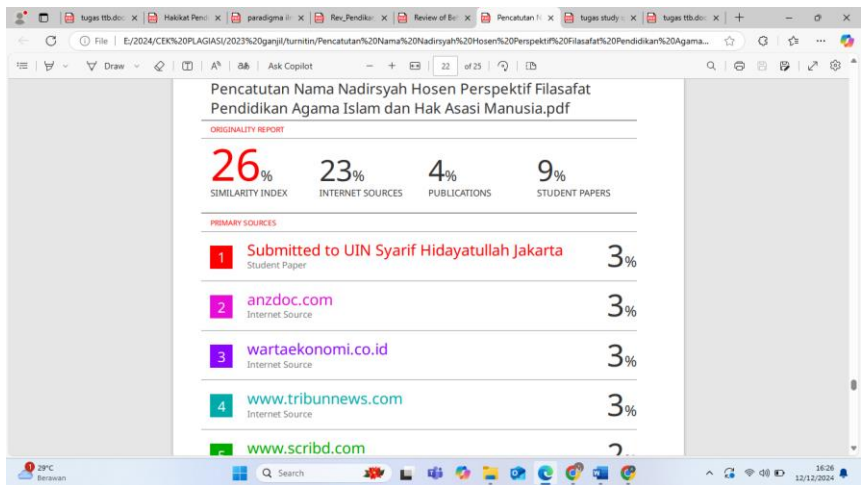 tugas ttb.doc
Hakikat Pendi
paradigma il
Rev_Pendikar
Review of Bel
Pencatutan N
tugas study
tugas ttb.doc
File E:/2024/CEK%20PLAGIASI/2023%20ganjil/turnitin/Pencatutan%20Nama%20Nadirsyah%20Hosen%20Perspektif%20Filasafat%20Pendidikan%20Agama...
Draw
Ask Copilot
22 of 25
Pencatutan Nama Nadirsyah Hosen Perspektif Filasafat
Pendidikan Agama Islam dan Hak Asasi Manusia.pdf
ORIGINALITY REPORT
26% 23% 4% 9%
SIMILARITY INDEX INTERNET SOURCES PUBLICATIONS STUDENT PAPERS
PRIMARY SOURCES
1 Submitted to UIN Syarif Hidayatullah Jakarta 3%
Student Paper
2 anzdoc.com 3%
Internet Source
3 wartaekonomi.co.id 3%
Internet Source
4 www.tribunnews.com 3%
Internet Source
www.scribd.com
29°C
Berawan
Search
16:26
12/12/2024